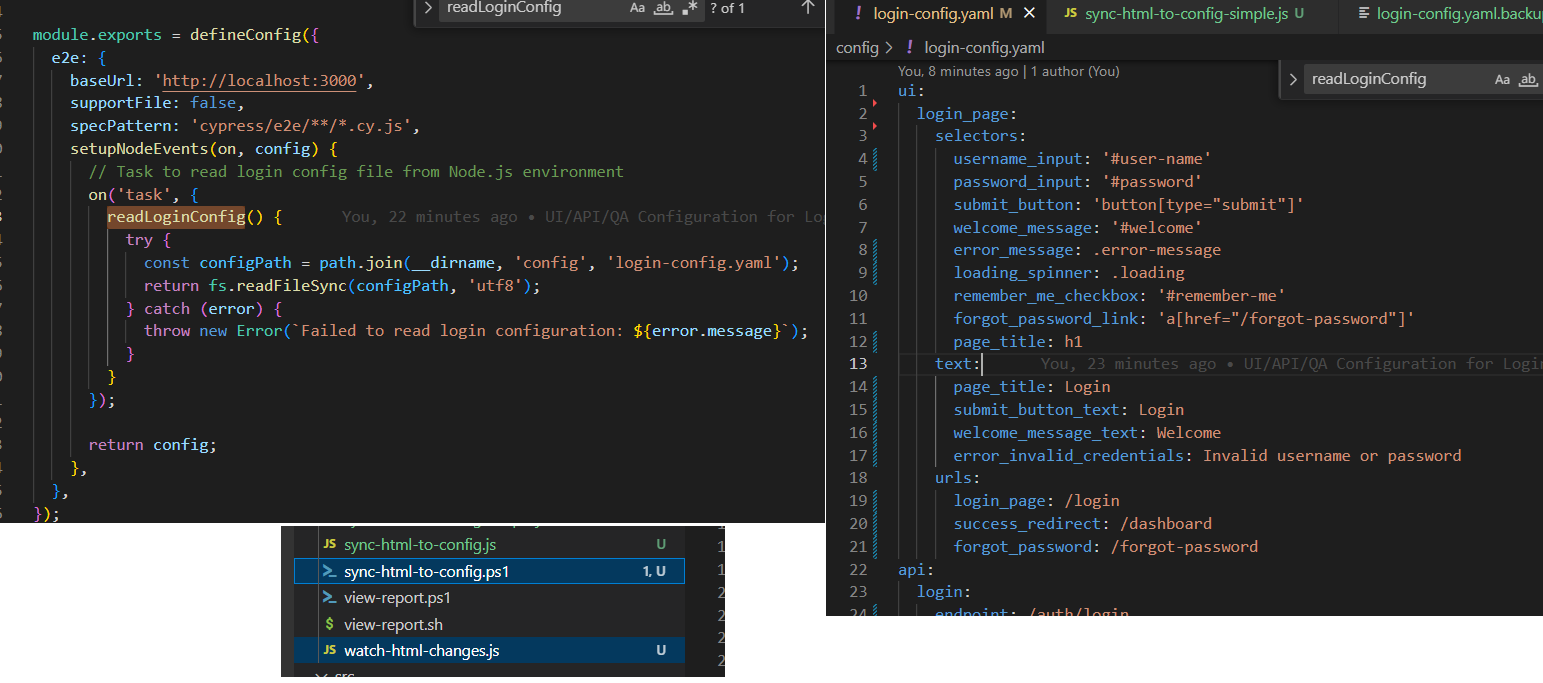 readLoginConfig Aa ab .* ? of 1
module.exports = defineConfig({
e2e: {
baseUrl: 'http://localhost:3000',
supportFile: false,
specPattern: 'cypress/e2e/**/*.cy.js',
setupNodeEvents(on, config) {
// Task to read login config file from Node.js environment
on('task', {
readLoginConfig() { You, 22 minutes ago • UI/API/QA Configuration for
try {
const configPath = path.join(__dirname, 'config', 'login-config.yaml');
return fs.readFileSync(configPath, 'utf8');
} catch (error) {
throw new Error(`Failed to read login configuration: ${error.message}`);
}
}
});
return config;
},
},
});
JS sync-html-to-config.js U
sync-html-to-config.ps1 1, U
view-report.ps1
$ view-report.sh
JS watch-html-changes.js U
src
! login-config.yaml M JS sync-html-to-config-simple.js U login-config.yaml.backu
config > ! login-config.yaml
You, 8 minutes ago | 1 author (You)
readLoginConfig Aa ab
1 ui:
2 login_page:
3 selectors:
4 username_input: '#user-name'
5 password_input: '#password'
6 submit_button: 'button[type="submit"]'
7 welcome_message: '#welcome'
8 error_message: .error-message
9 loading_spinner: .loading
10 remember_me_checkbox: '#remember-me'
11 forgot_password_link: 'a[href="/forgot-password"]'
12 page_title: h1
13 text: You, 23 minutes ago • UI/API/QA Configuration for Logi
14 page_title: Login
15 submit_button_text: Login
16 welcome_message_text: Welcome
17 error_invalid_credentials: Invalid username or password
18 urls:
19 login_page: /login
20 success_redirect: /dashboard
21 forgot_password: /forgot-password
22 api:
23 login:
24 endpoint: /auth/login